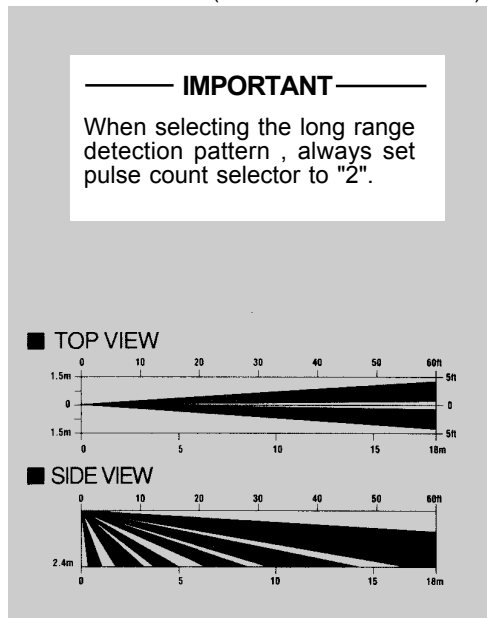 IMPORTANT
When selecting the long range
detection pattern , always set
pulse count selector to "2".
■ TOP VIEW
0 10 20 30 40 50 60ft
1.5m 5ft
0 0
1.5m 5ft
0 5 10 15 18m
■ SIDE VIEW
0 10 20 30 40 50 60ft
2.4m
0 5 10 15 18m